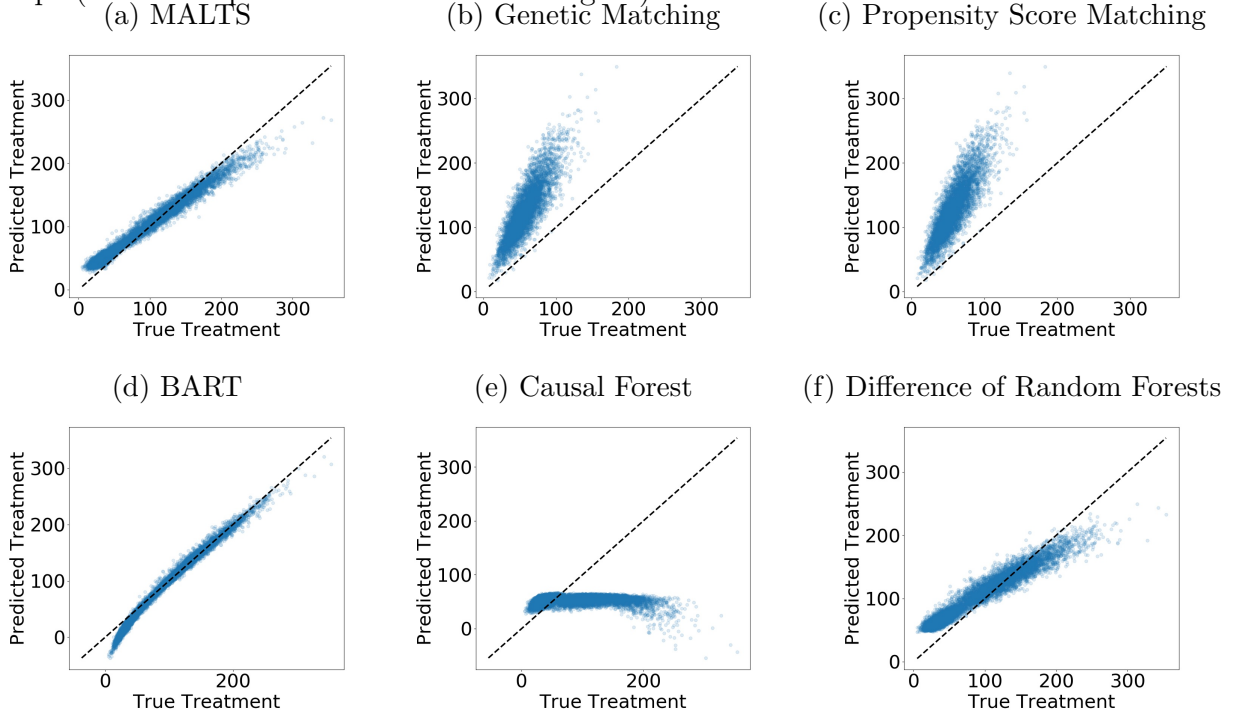 (a) MALTS
(b) Genetic Matching
(c) Propensity Score Matching
Predicted Treatment
300
200
100
0
0 100 200 300
True Treatment
Predicted Treatment
300
200
100
0
0 100 200 300
True Treatment
Predicted Treatment
300
200
100
0
0 100 200 300
True Treatment
(d) BART
(e) Causal Forest
(f) Difference of Random Forests
Predicted Treatment
300
200
100
0
0 200
True Treatment
Predicted Treatment
300
200
100
0
0 200
True Treatment
Predicted Treatment
300
200
100
0
0 100 200 300
True Treatment